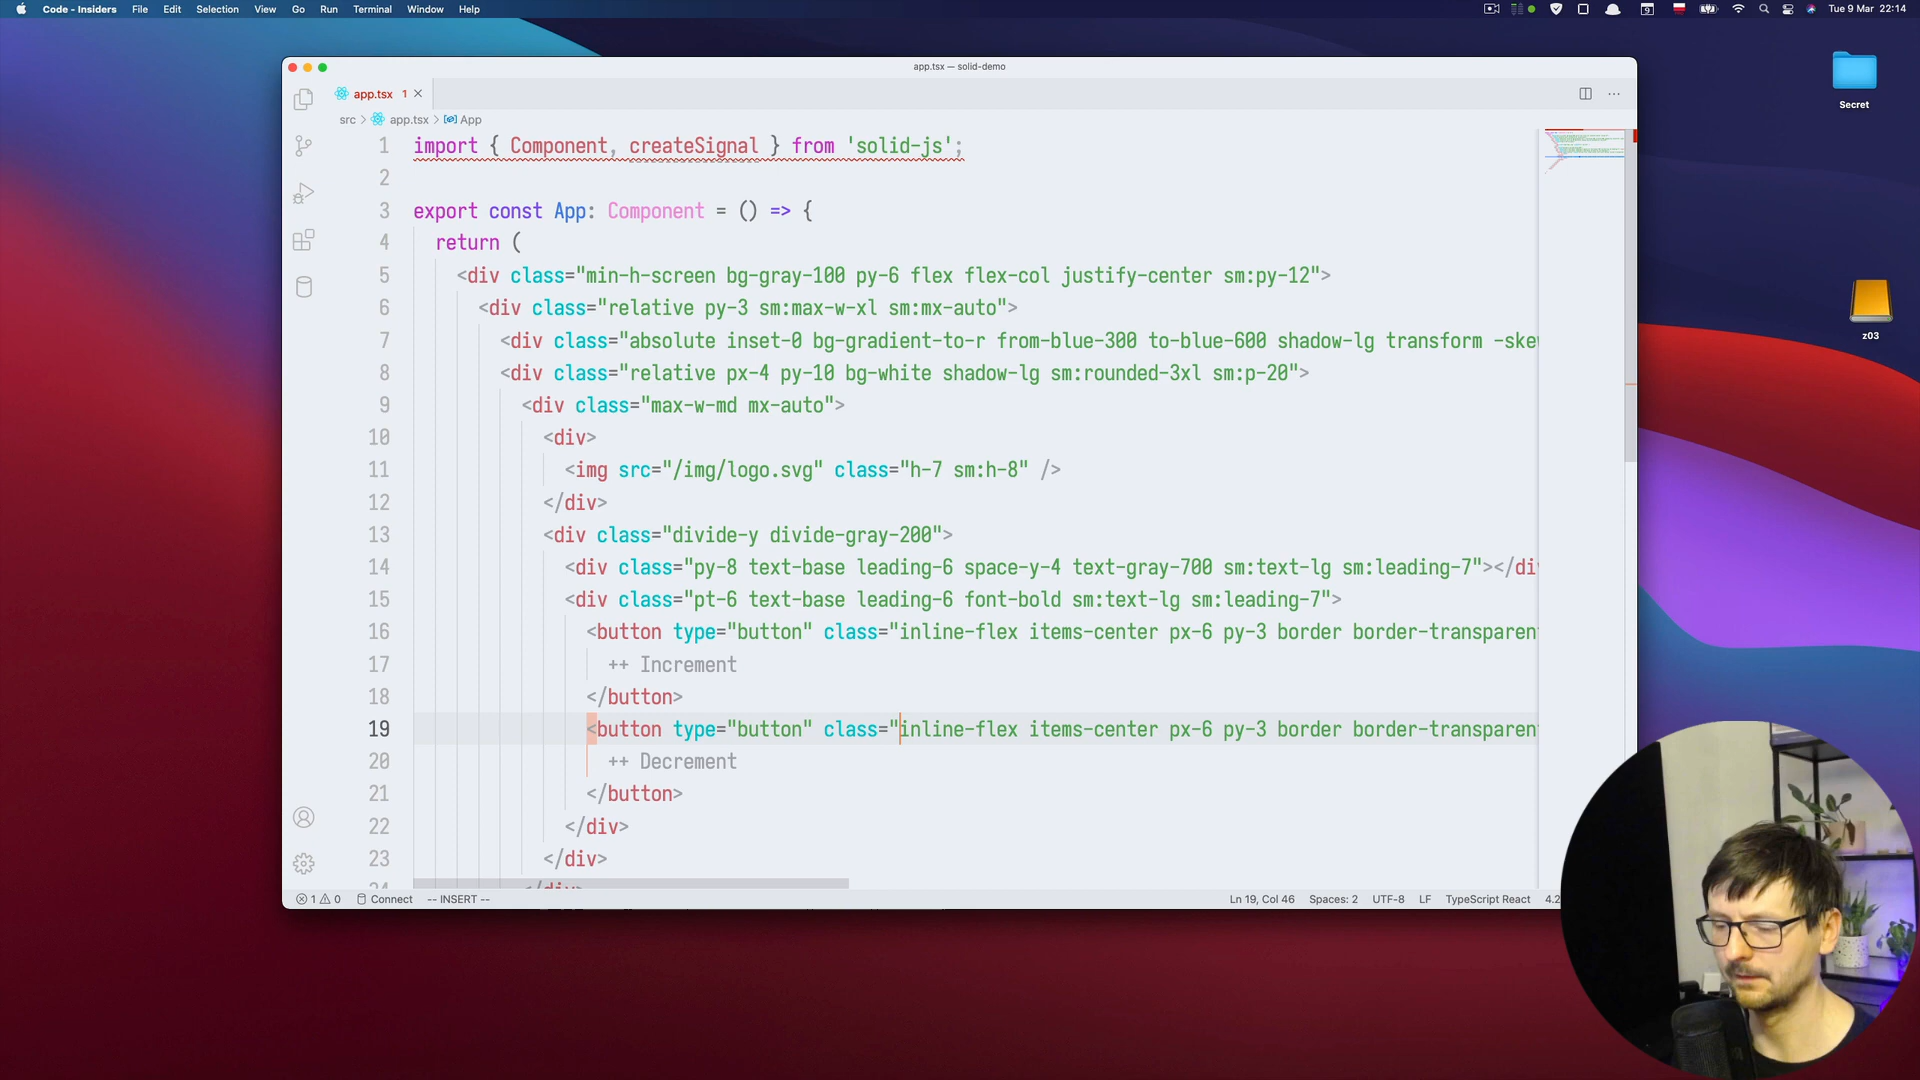 Code - Insiders File Edit Selection View Go Run Terminal Window Help 9 Tue 9 Mar 22:14
app.tsx — solid-demo
app.tsx 1
src > app.tsx > App
1 import { Component, createSignal } from 'solid-js';
2
3 export const App: Component = () => {
4 return (
5 <div class="min-h-screen bg-gray-100 py-6 flex flex-col justify-center sm:py-12">
6 <div class="relative py-3 sm:max-w-xl sm:mx-auto">
7 <div class="absolute inset-0 bg-gradient-to-r from-blue-300 to-blue-600 shadow-lg transform -ske
8 <div class="relative px-4 py-10 bg-white shadow-lg sm:rounded-3xl sm:p-20">
9 <div class="max-w-md mx-auto">
10 <div>
11 <img src="/img/logo.svg" class="h-7 sm:h-8" />
12 </div>
13 <div class="divide-y divide-gray-200">
14 <div class="py-8 text-base leading-6 space-y-4 text-gray-700 sm:text-lg sm:leading-7"></di
15 <div class="pt-6 text-base leading-6 font-bold sm:text-lg sm:leading-7">
16 <button type="button" class="inline-flex items-center px-6 py-3 border border-transparen
17 ++ Increment
18 </button>
19 <button type="button" class="inline-flex items-center px-6 py-3 border border-transparen
20 ++ Decrement
21 </button>
22 </div>
23 </div>
24 </div>
1 0 Connect -- INSERT -- Ln 19, Col 46 Spaces: 2 UTF-8 LF TypeScript React 4.2
Secret
z03